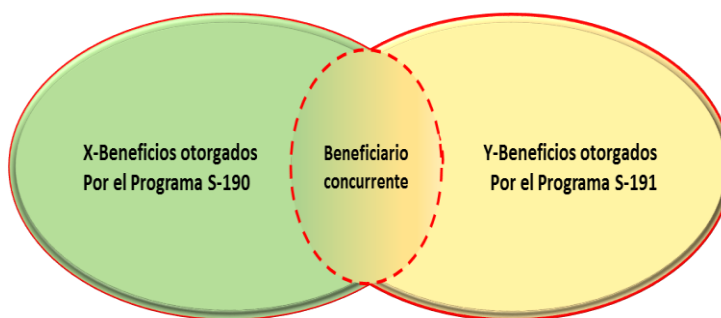 X-Beneficios otorgados
Por el Programa S-190
Beneficiario
concurrente
Y-Beneficios otorgados
Por el Programa S-191